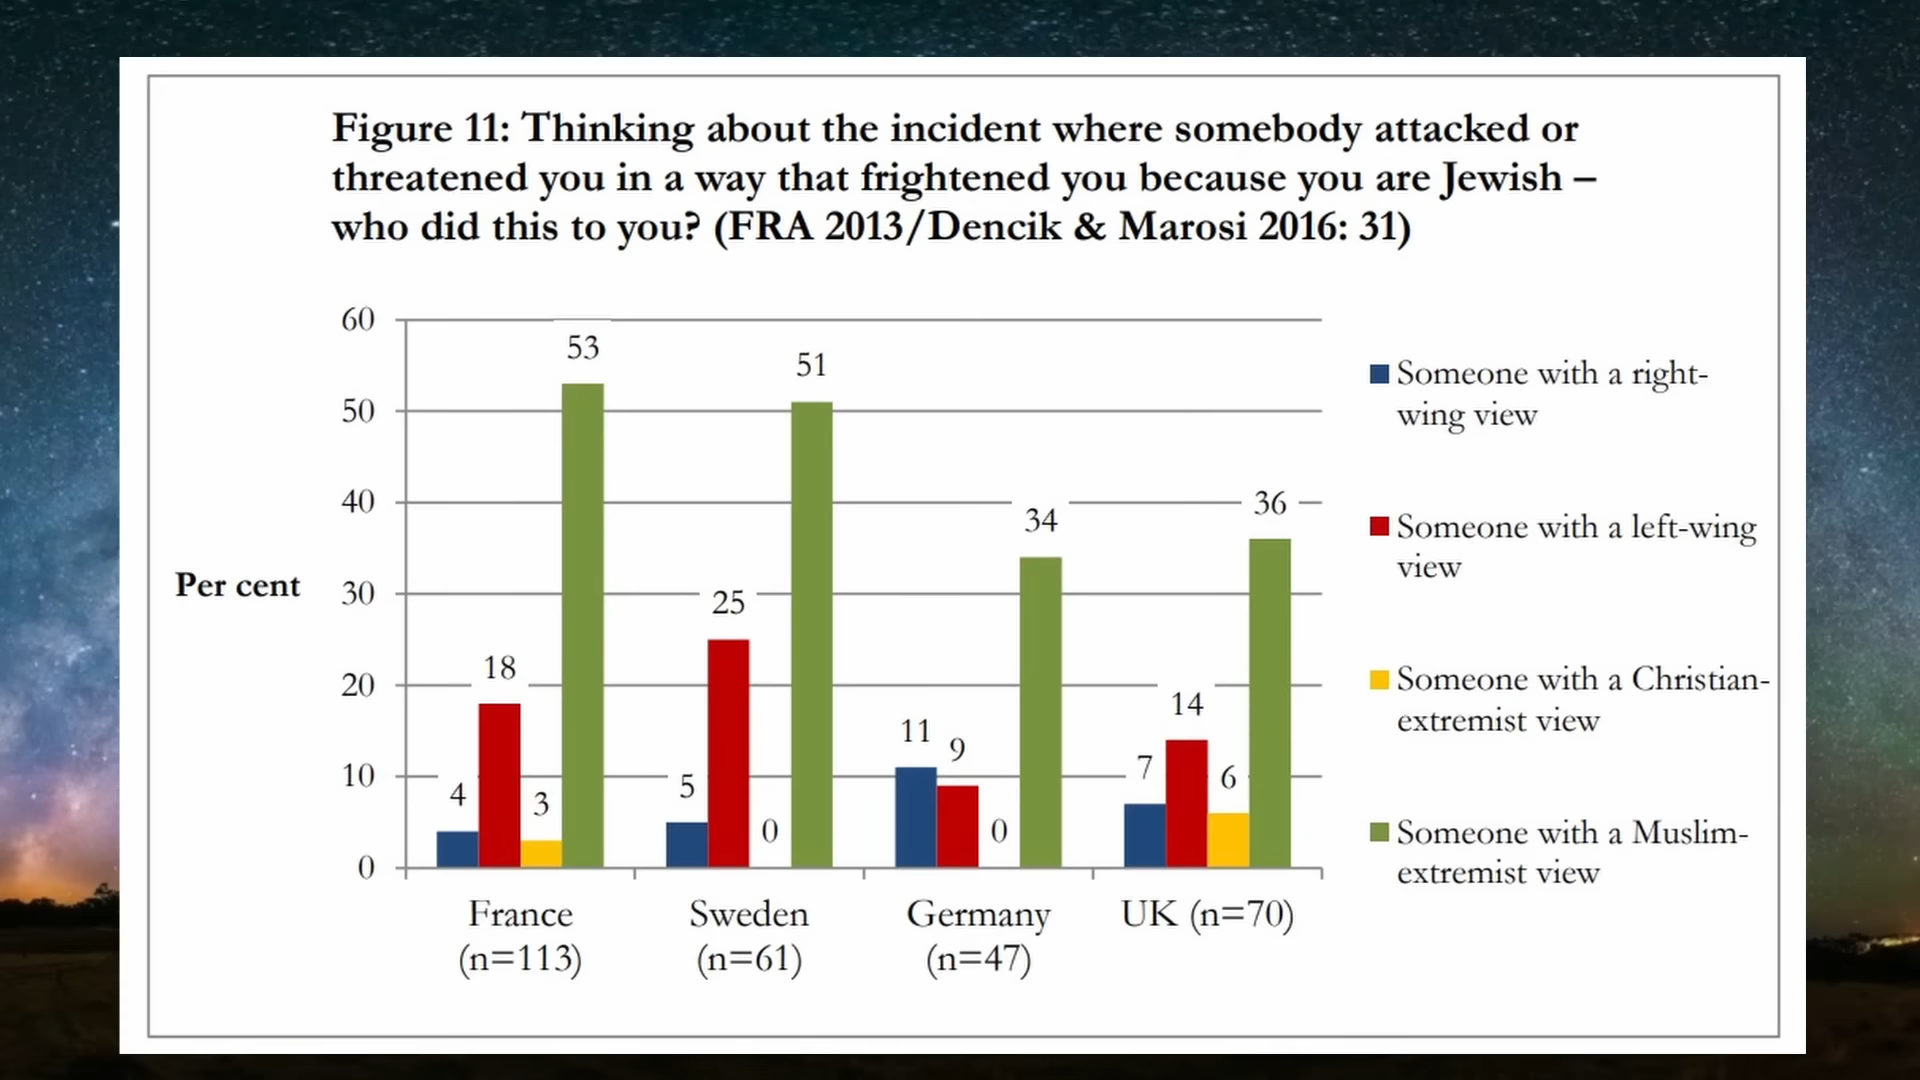 Figure 11: Thinking about the incident where somebody attacked or
threatened you in a way that frightened you because you are Jewish –
who did this to you? (FRA 2013/Dencik & Marosi 2016: 31)
Per cent
60
50
40
30
20
10
0
4
18
3
53
5
25
0
51
11
9
0
34
7
14
6
36
France
(n=113)
Sweden
(n=61)
Germany
(n=47)
UK (n=70)
Someone with a right-
wing view
Someone with a left-wing
view
Someone with a Christian-
extremist view
Someone with a Muslim-
extremist view